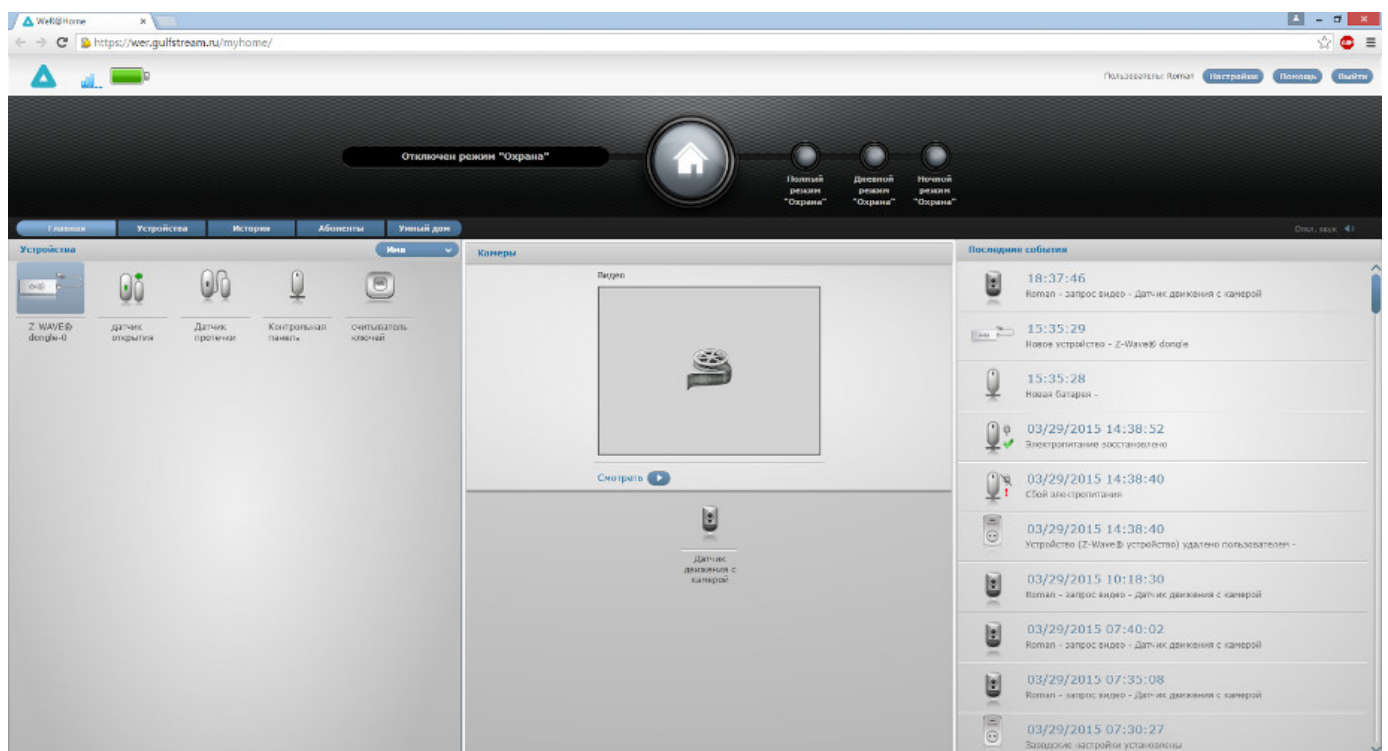 WeR@Home
https://wer.gulfstream.ru/myhome/
Пользователь: Roman Настройки Помощь Выйти
Отключен режим "Охрана"
Полный
режим
"Охрана"
Дневной
режим
"Охрана"
Ночной
режим
"Охрана"
Главная Устройства История Абоненты Умный дом
Откл. звук
Устройства Имя
Z-WAVE®
dongle-0
датчик
открытия
Датчик
протечки
Контрольная
панель
считыватель
ключей
Камеры
Видео
Смотреть
Датчик
движения с
камерой
Последние события
18:37:46
Roman - запрос видео - Датчик движения с камерой
15:35:29
Новое устройство - Z-Wave® dongle
15:35:28
Новая батарея -
03/29/2015 14:38:52
Электропитание восстановлено
03/29/2015 14:38:40
Сбой электропитания
03/29/2015 14:38:40
Устройство (Z-Wave® устройство) удалено пользователем -
03/29/2015 10:18:30
Roman - запрос видео - Датчик движения с камерой
03/29/2015 07:40:02
Roman - запрос видео - Датчик движения с камерой
03/29/2015 07:35:08
Roman - запрос видео - Датчик движения с камерой
03/29/2015 07:30:27
Заводские настройки установлены